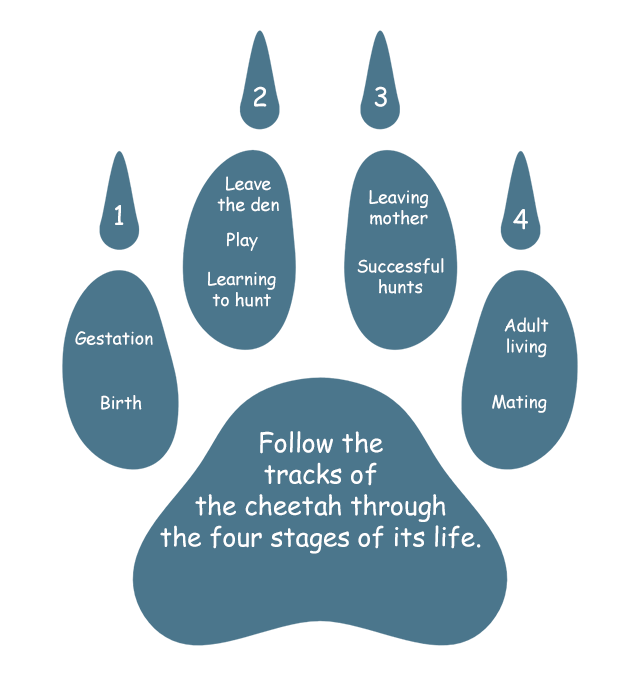 1
Gestation
Birth
2
Leave
the den
Play
Learning
to hunt
3
Leaving
mother
Successful
hunts
4
Adult
living
Mating
Follow the
tracks of
the cheetah through
the four stages of its life.